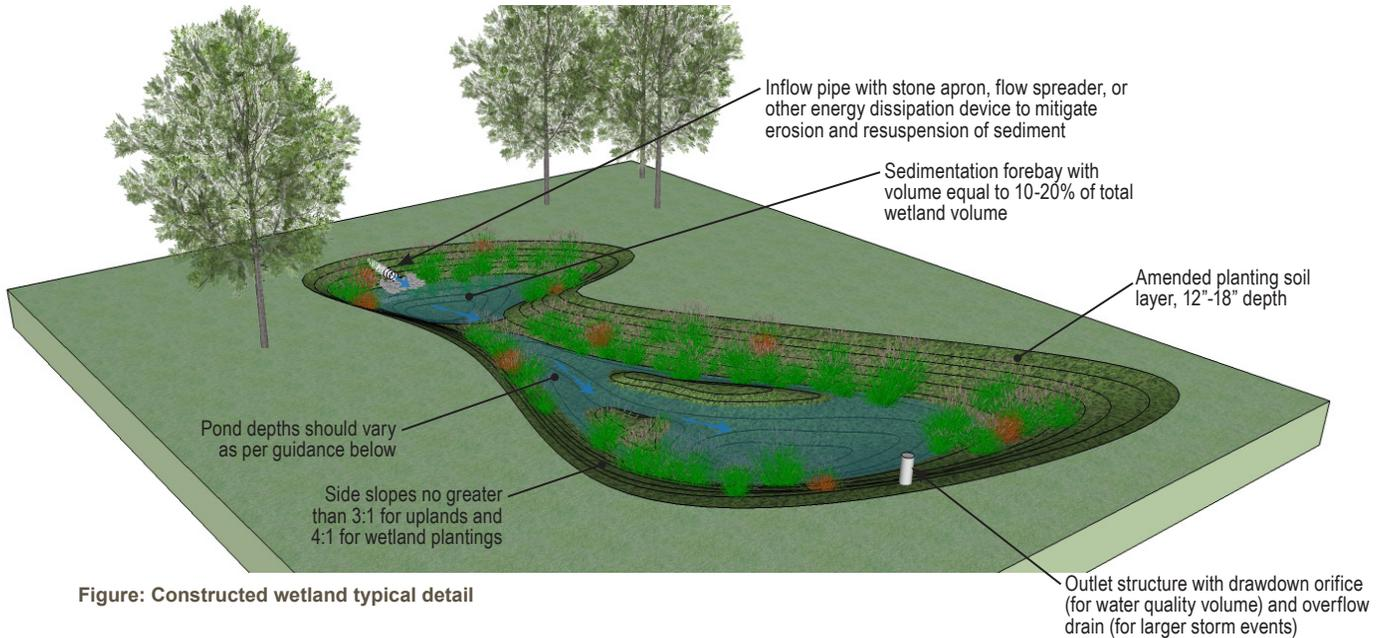 Inflow pipe with stone apron, flow spreader, or
other energy dissipation device to mitigate
erosion and resuspension of sediment
Sedimentation forebay with
volume equal to 10-20% of total
wetland volume
Amended planting soil
layer, 12”-18” depth
Pond depths should vary
as per guidance below
Side slopes no greater
than 3:1 for uplands and
4:1 for wetland plantings
Outlet structure with drawdown orifice
(for water quality volume) and overflow
drain (for larger storm events)
Figure: Constructed wetland typical detail